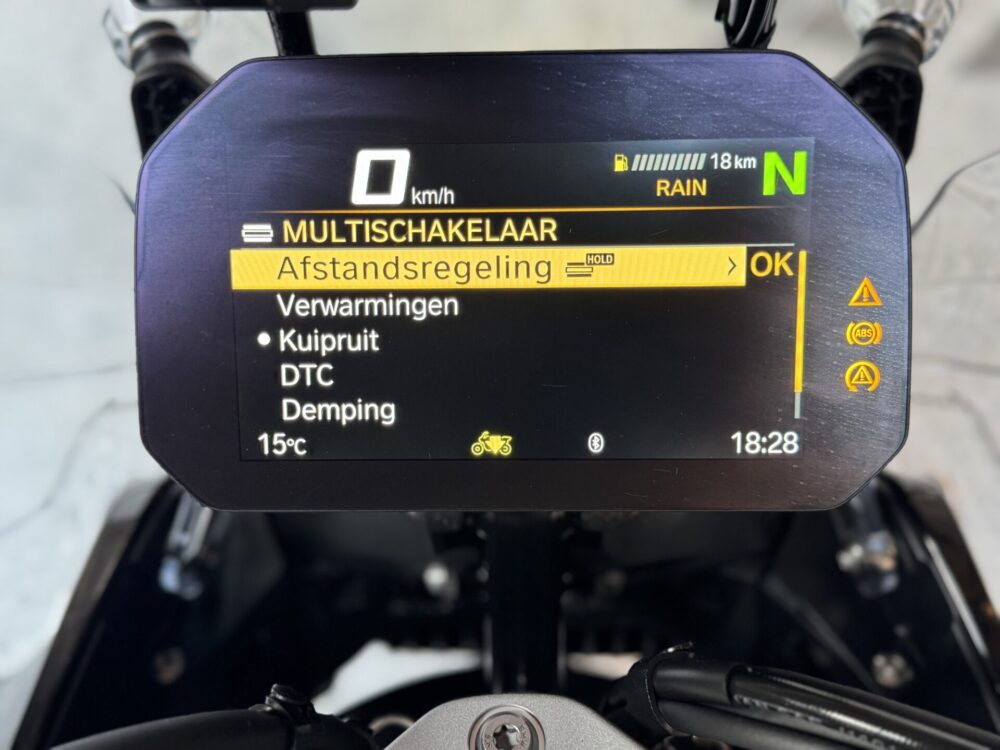 0 km/h
18 km
RAIN
N
MULTISCHAKELAAR
Afstandsregeling HOLD > OK
Verwarmingen
• Kuipruit
DTC
Demping
ABS
15°C
18:28